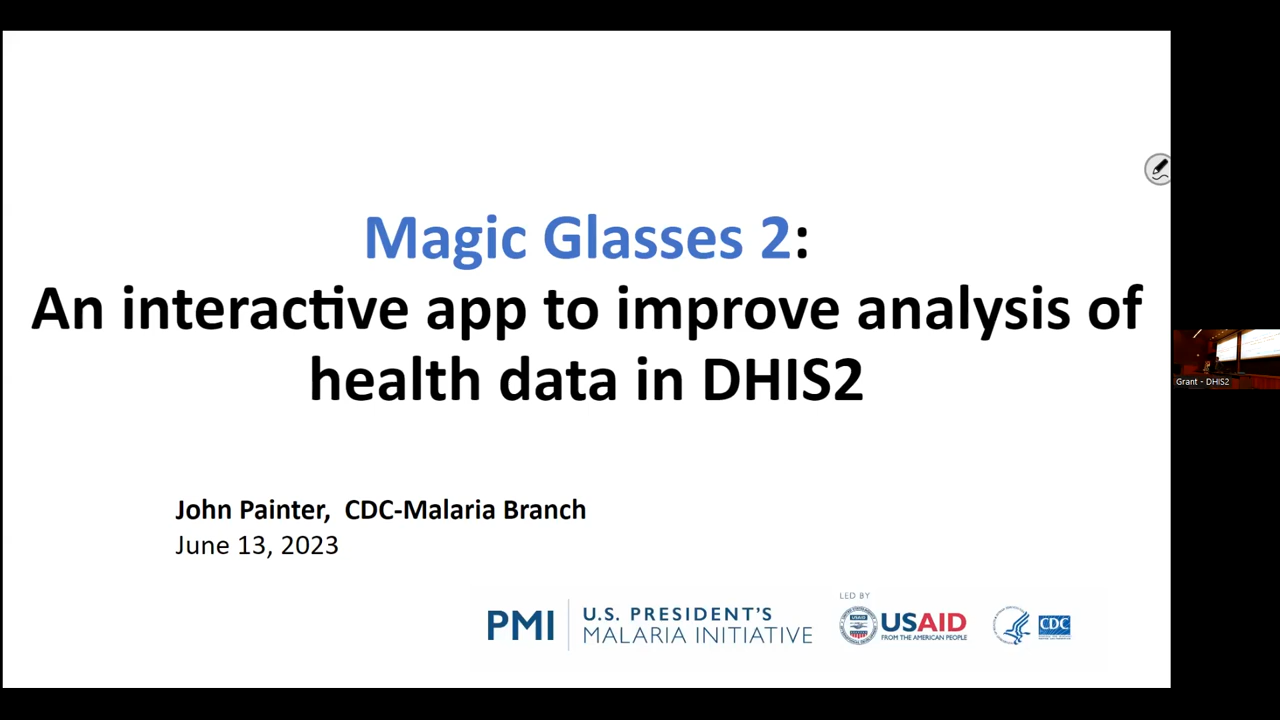 Magic Glasses 2:
An interactive app to improve analysis of
health data in DHIS2
John Painter, CDC-Malaria Branch
June 13, 2023
PMI
U.S. PRESIDENT'S
MALARIA INITIATIVE
LED BY
USAID
FROM THE AMERICAN PEOPLE
CDC
Grant - DHIS2